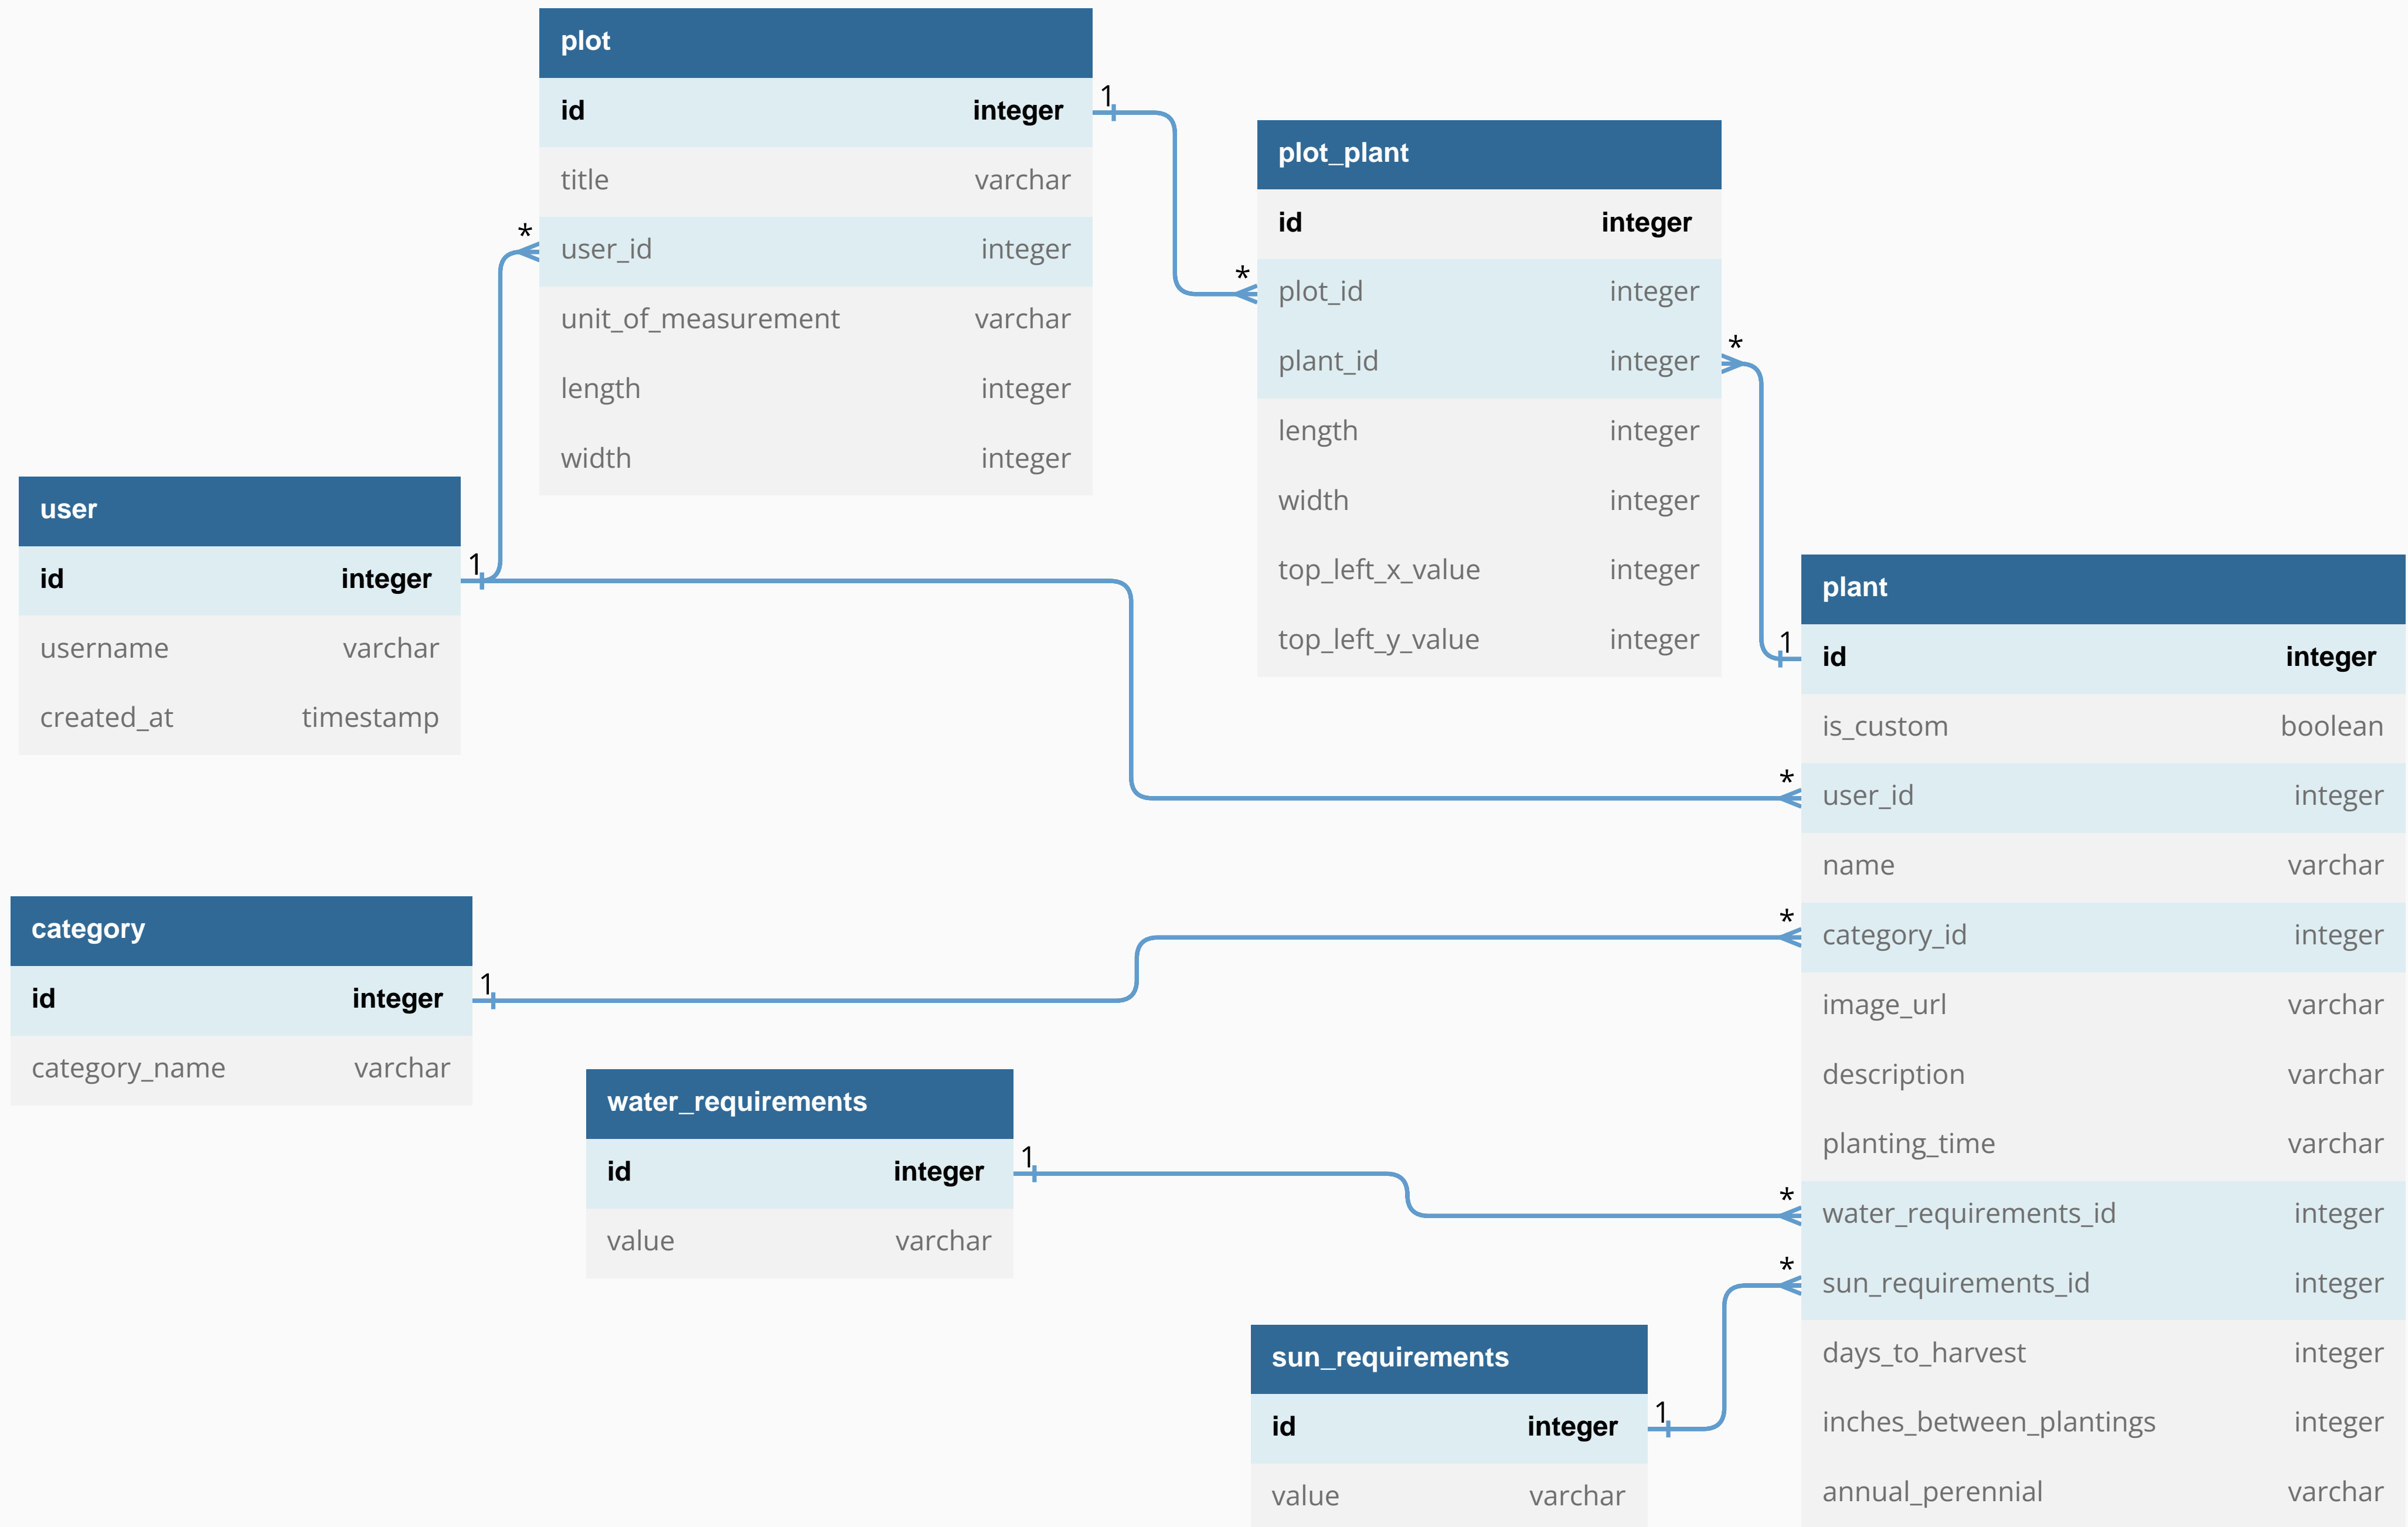 plot
id integer
title varchar
user_id integer
unit_of_measurement varchar
length integer
width integer
1
*
plot_plant
id integer
plot_id integer
plant_id integer
length integer
width integer
top_left_x_value integer
top_left_y_value integer
*
*
user
id integer
username varchar
created_at timestamp
1
plant
id integer
is_custom boolean
user_id integer
name varchar
category_id integer
image_url varchar
description varchar
planting_time varchar
water_requirements_id integer
sun_requirements_id integer
days_to_harvest integer
inches_between_plantings integer
annual_perennial varchar
1
*
*
*
*
category
id integer
category_name varchar
1
water_requirements
id integer
value varchar
1
sun_requirements
id integer
value varchar
1